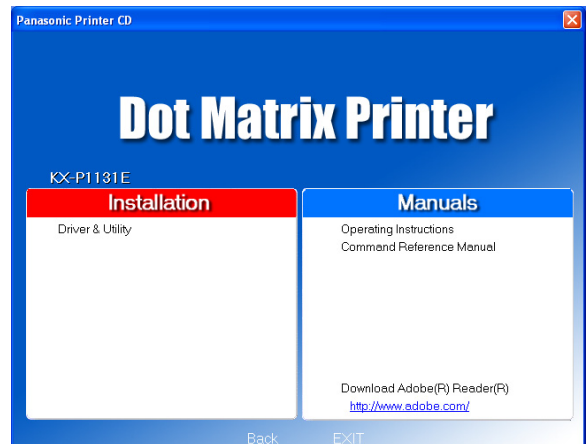 Panasonic Printer CD
Dot Matrix Printer
KX-P1131E
Installation
Driver & Utility
Manuals
Operating Instructions
Command Reference Manual
Download Adobe(R) Reader(R)
http://www.adobe.com/
Back EXIT